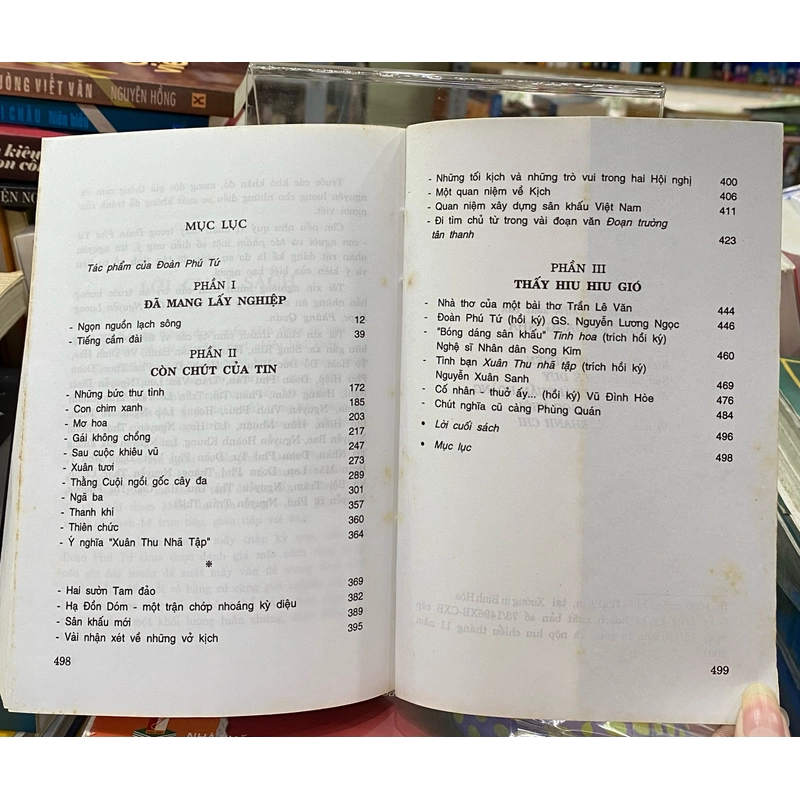 ƯỜNG VIẾT VĂN NGUYÊN HỒNG
MỤC LỤC
Tác phẩm của Đoàn Phú Tứ
PHẦN I
ĐÃ MANG LẤY NGHIỆP
- Ngọn nguồn lạch sông 12
- Tiếng cầm đài 39
PHẦN II
CÒN CHÚT CỦA TIN
- Những bức thư tình 172
- Con chim xanh 185
- Mơ hoa 203
- Gái không chồng 217
- Sau cuộc khiêu vũ 247
- Xuân tươi 273
- Thằng Cuội ngồi gốc cây đa 289
- Ngã ba 301
- Thanh khi 357
- Thiên chức 360
- Ý nghĩa "Xuân Thu Nhã Tập" 364
*
- Hai sườn Tam đảo 369
- Hạ Đồn Dóm - một trận chớp nhoáng kỳ diệu 382
- Sân khấu mới 389
- Vài nhận xét về những vở kịch 395
498
- Những tối kịch và những trò vui trong hai Hội nghị 400
- Một quan niệm về Kịch 406
- Quan niệm xây dựng sân khấu Việt Nam 411
- Đi tìm chủ từ trong vài đoạn văn Đoạn trường
tân thanh 423
PHẦN III
THẤY HIU HIU GIÓ
- Nhà thơ của một bài thơ Trần Lê Văn 444
- Đoàn Phú Tứ (hồi ký) GS. Nguyễn Lương Ngọc 446
- "Bóng dáng sân khấu" Tinh hoa (trích hồi ký)
Nghệ sĩ Nhân dân Song Kim 460
- Tình bạn Xuân Thu nhã tập (trích hồi ký)
Nguyễn Xuân Sanh 469
- Cố nhân - thuở ấy... (hồi ký) Vũ Đình Hòe 476
- Chút nghĩa cũ càng Phùng Quán 484
• Lời cuối sách 496
• Mục lục 498
499